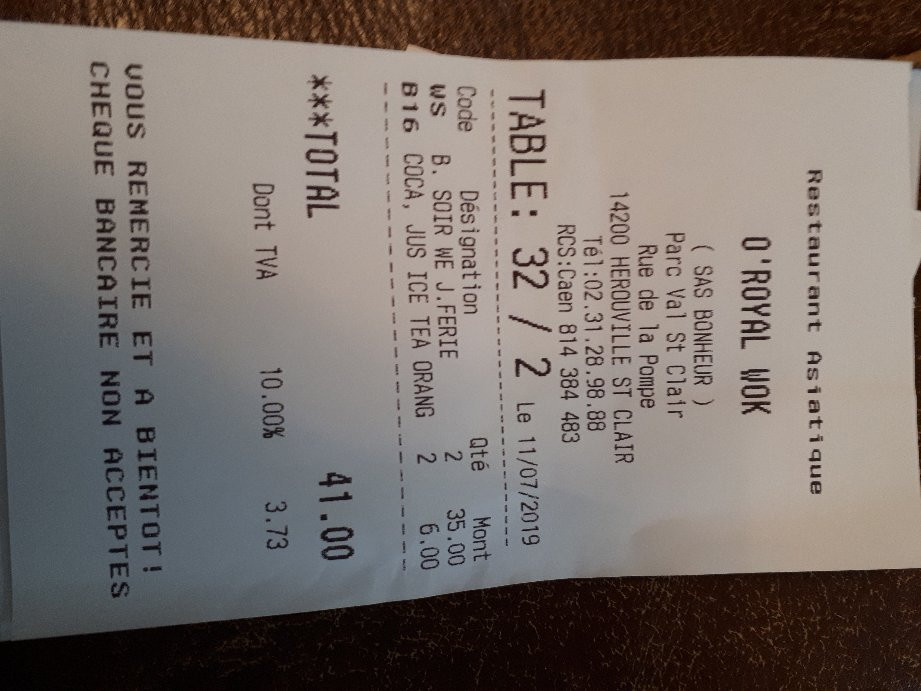 Restaurant Asiatique
O'ROYAL WOK
( SAS BONHEUR )
Parc Val St Clair
Rue de la Pompe
14200 HEROUVILLE ST CLAIR
Tél:02.31.28.98.88
RCS:Caen 814 384 483
TABLE: 32 / 2 Le 11/07/2019
Code Désignation Qté Mont
WS B. SOIR WE J.FERIE 2 35.00
B16 COCA, JUS ICE TEA ORANG 2 6.00
***TOTAL 41.00
Dont TVA 10.00% 3.73
VOUS REMERCIE ET A BIENTOT!
CHEQUE BANCAIRE NON ACCEPTES